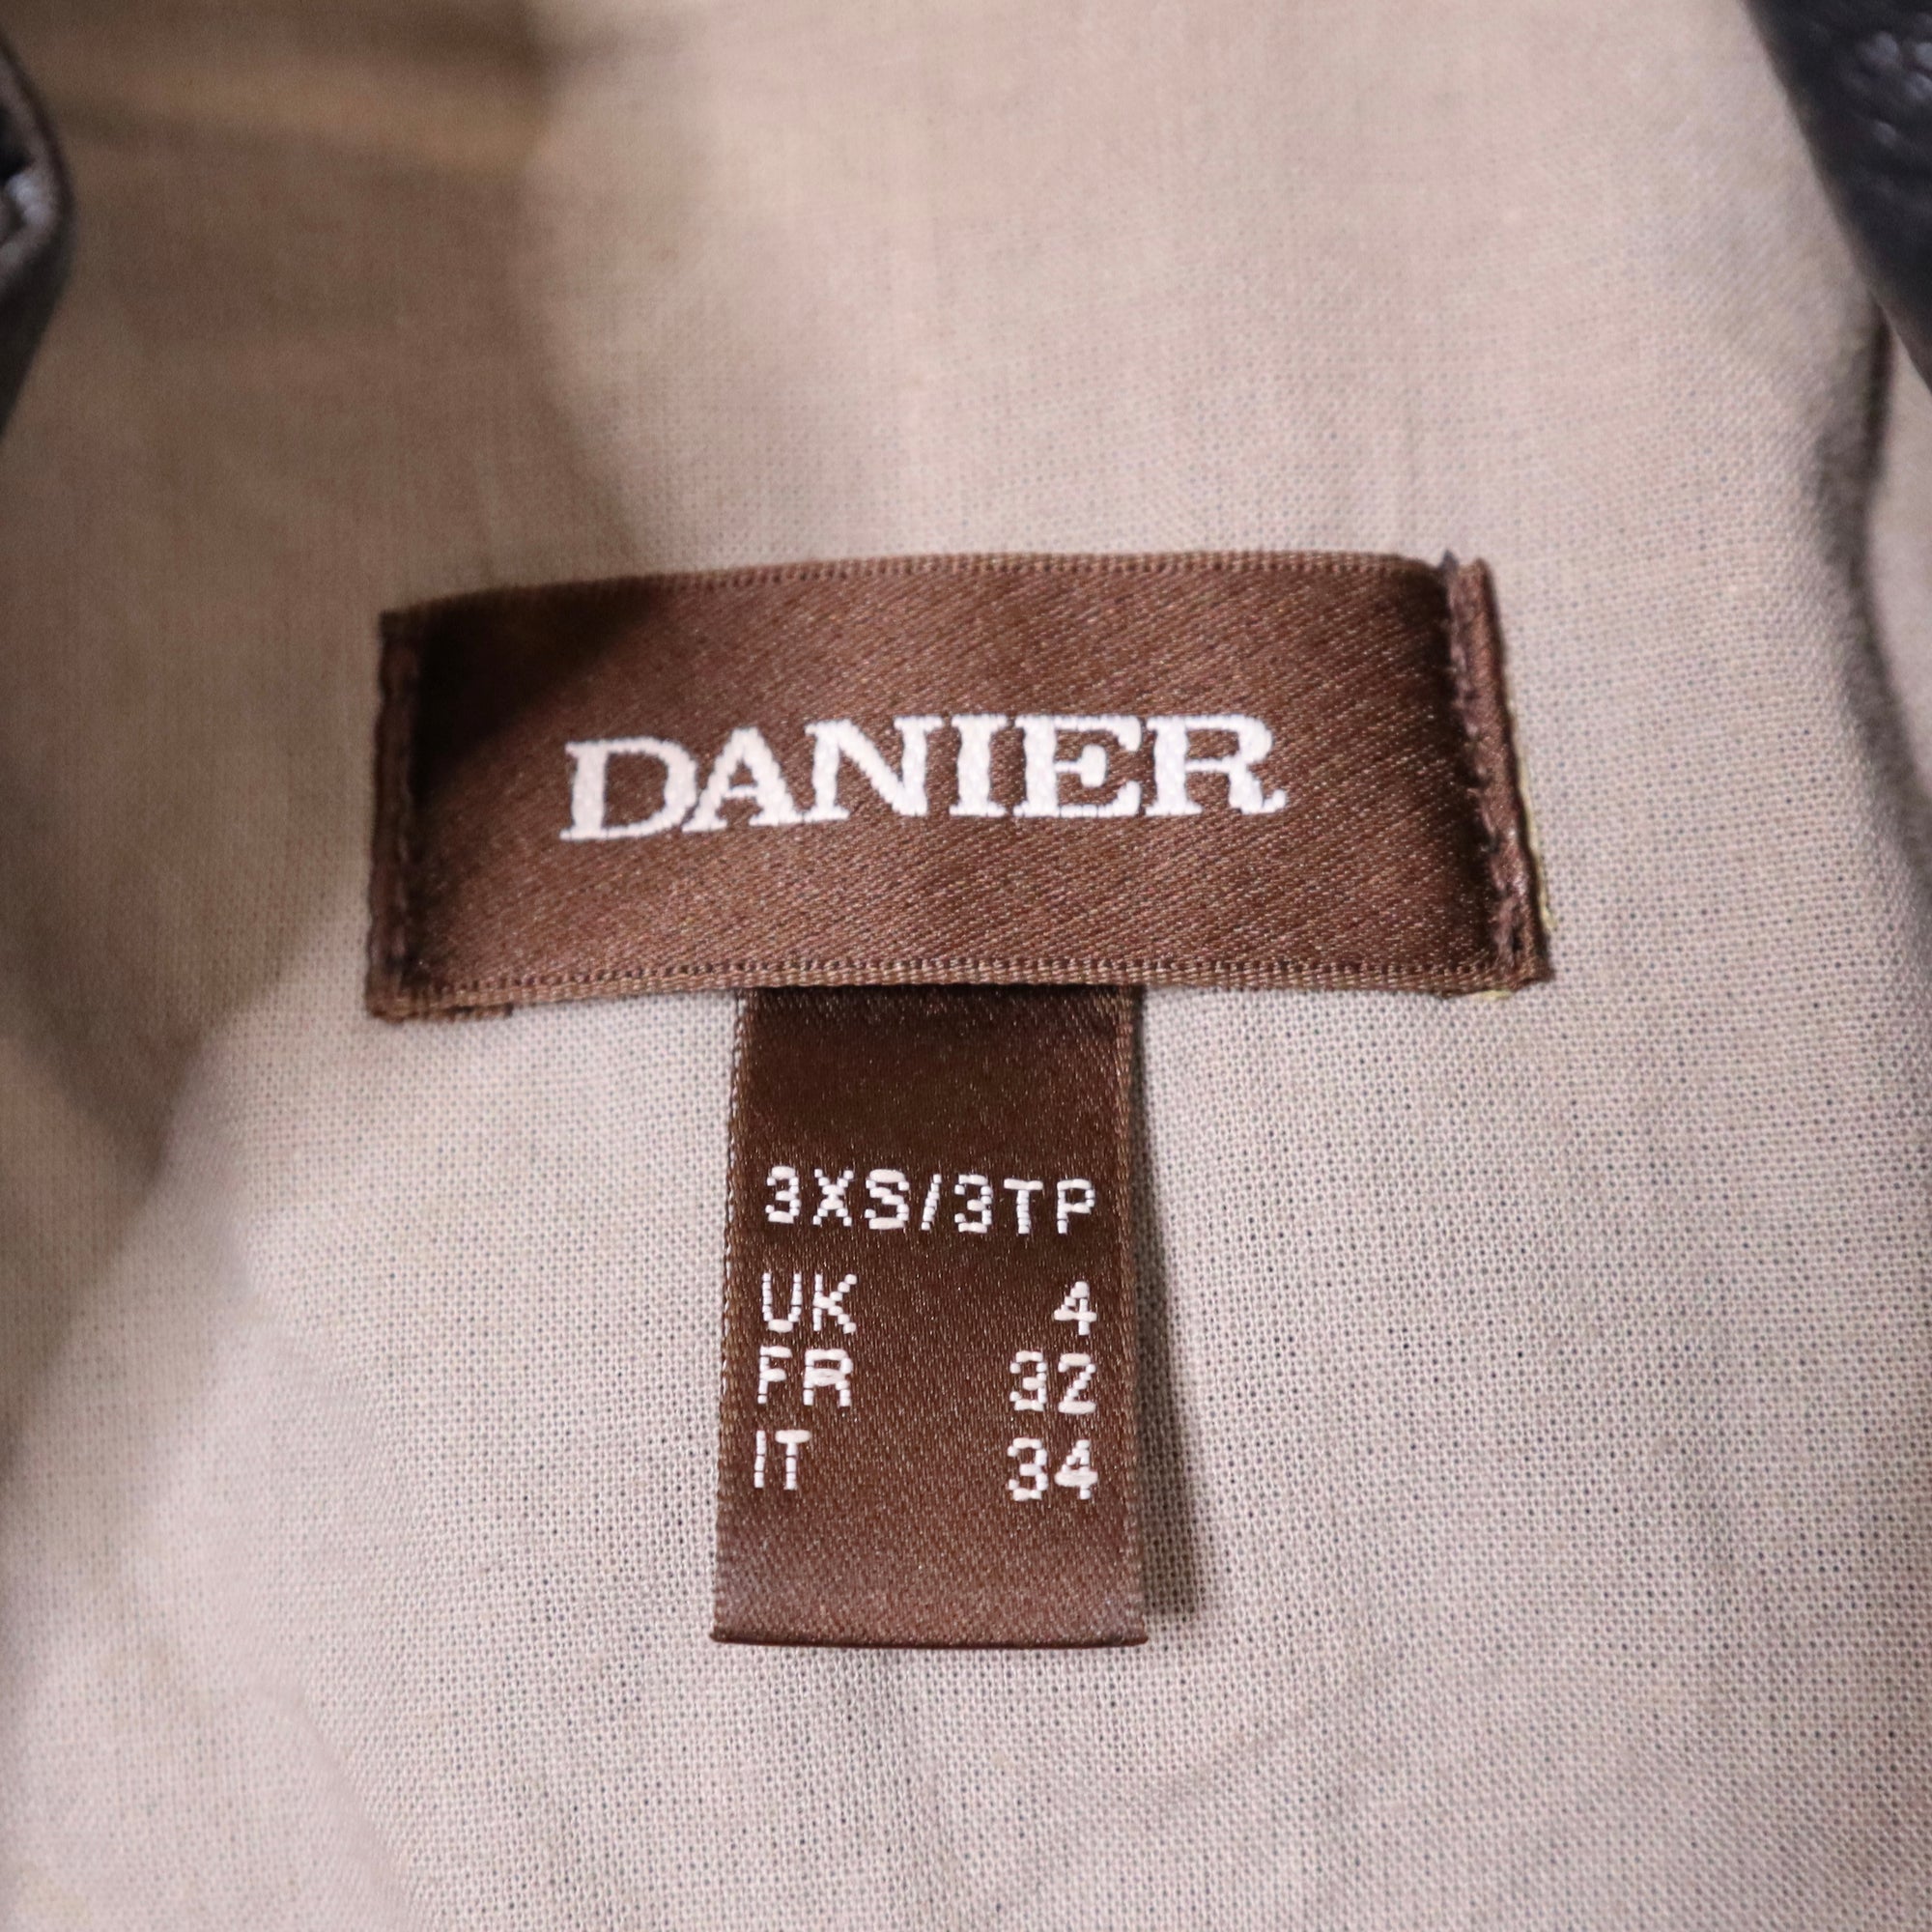 DANIER
3XS/3TP
UK 4
FR 32
IT 34